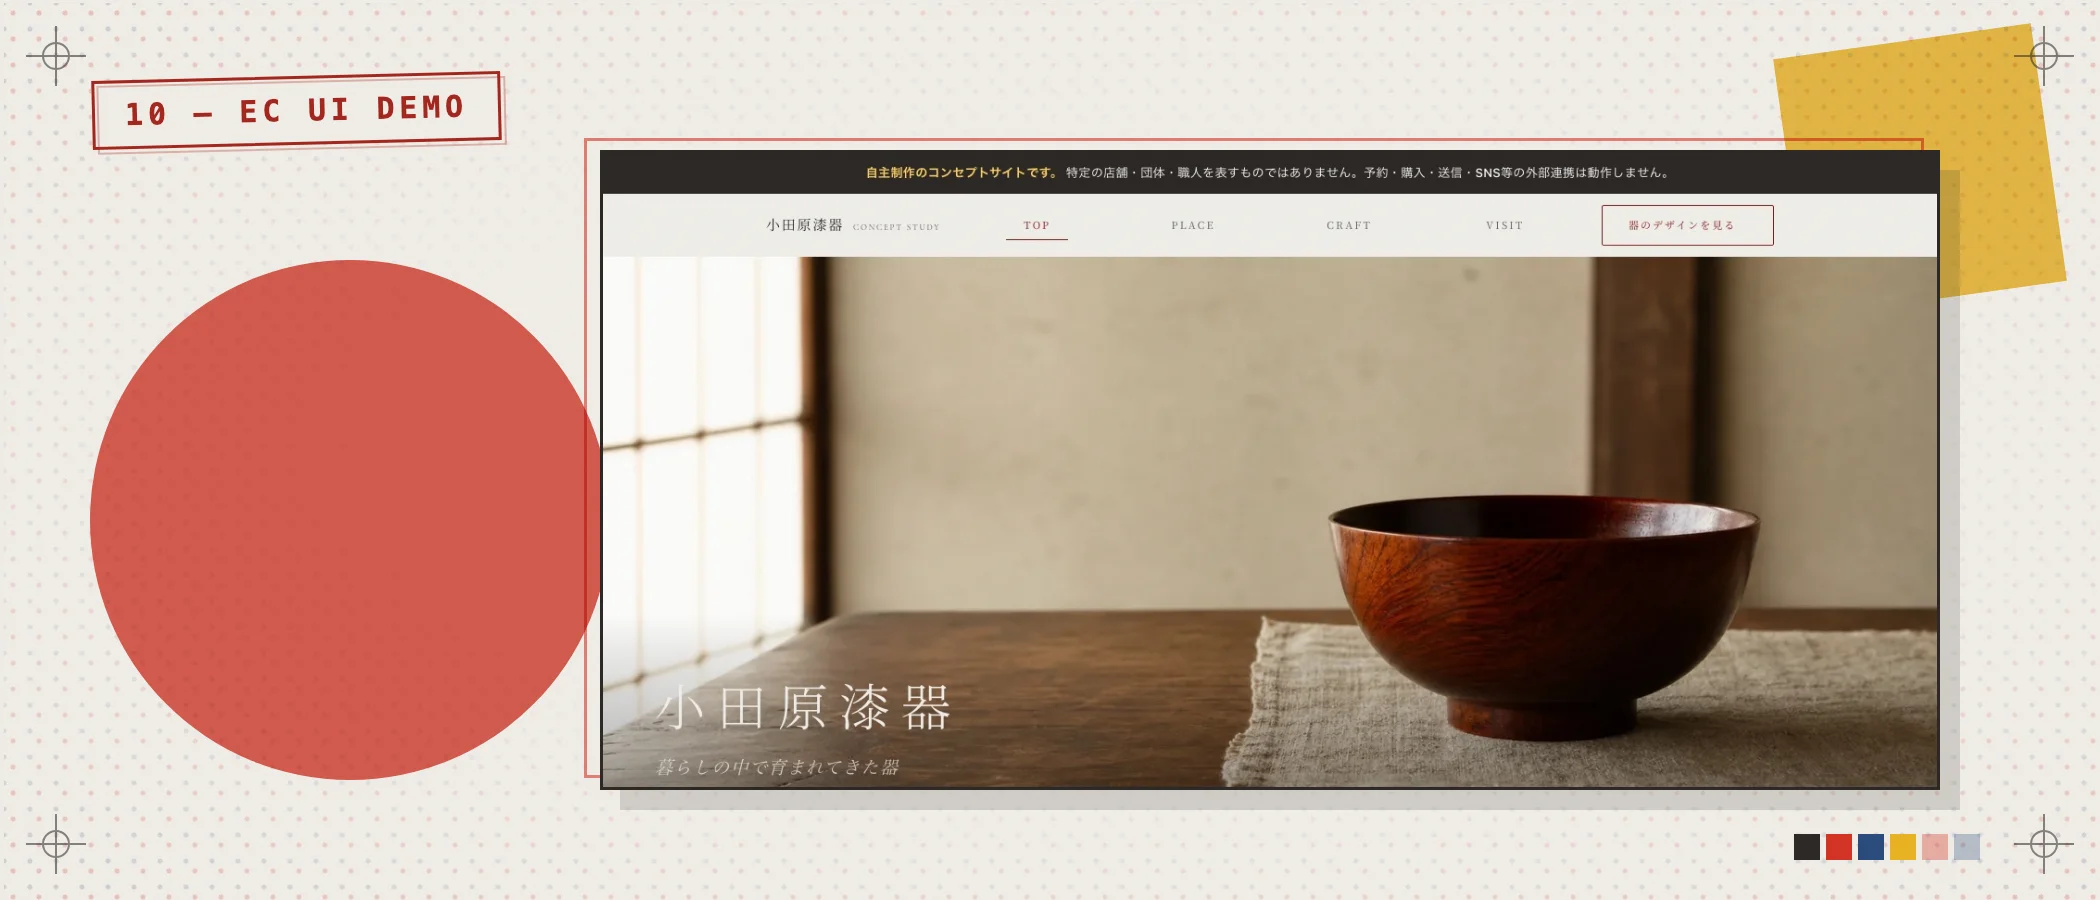 10 — EC UI DEMO
自主制作のコンセプトサイトです。 特定の店舗・団体・職人を表すものではありません。予約・購入・送信・SNS等の外部連携は動作しません。
小田原漆器 CONCEPT STUDY TOP PLACE CRAFT VISIT 器のデザインを見る
小田原漆器
暮らしの中で育まれてきた器